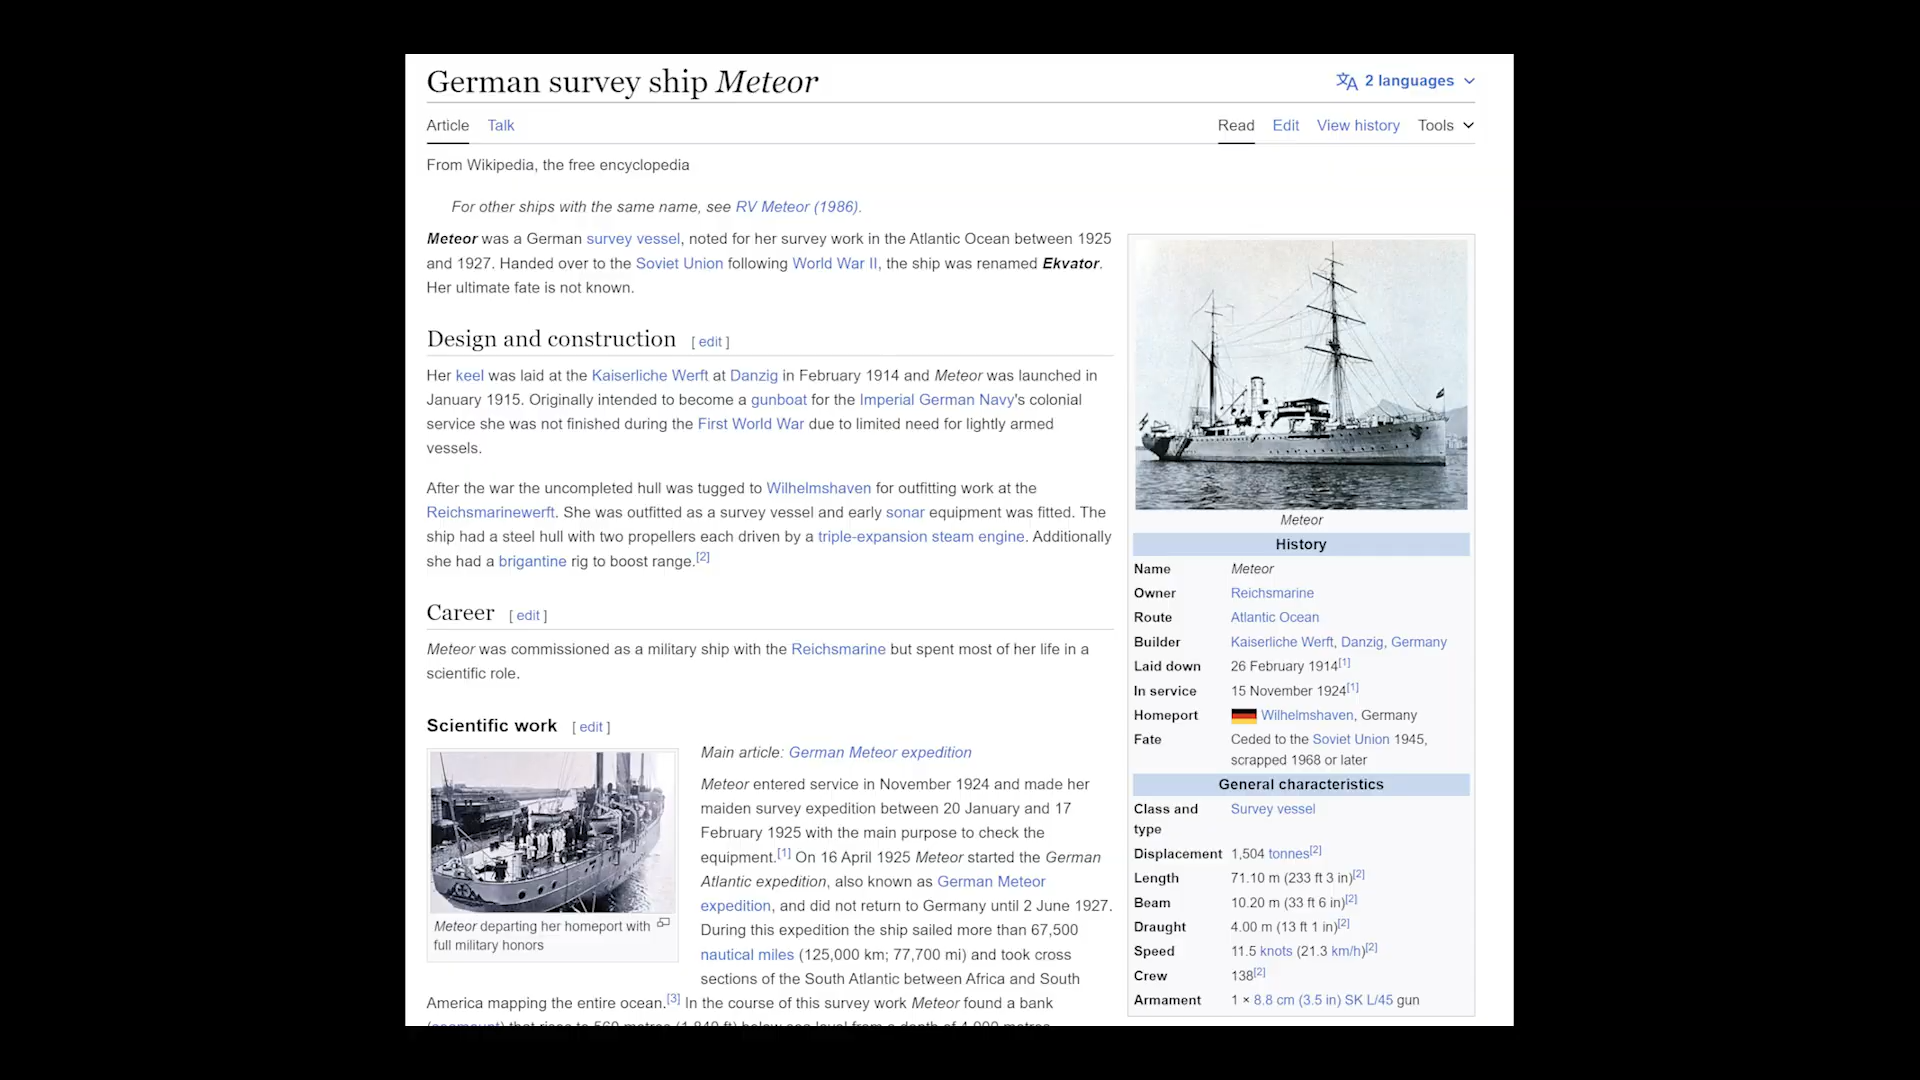 German survey ship Meteor
2 languages
Article Talk Read Edit View history Tools
From Wikipedia, the free encyclopedia
For other ships with the same name, see RV Meteor (1986).
Meteor was a German survey vessel, noted for her survey work in the Atlantic Ocean between 1925
and 1927. Handed over to the Soviet Union following World War II, the ship was renamed Ekvator.
Her ultimate fate is not known.
Design and construction [ edit ]
Her keel was laid at the Kaiserliche Werft at Danzig in February 1914 and Meteor was launched in
January 1915. Originally intended to become a gunboat for the Imperial German Navy's colonial
service she was not finished during the First World War due to limited need for lightly armed
vessels.
After the war the uncompleted hull was tugged to Wilhelmshaven for outfitting work at the
Reichsmarinewerft. She was outfitted as a survey vessel and early sonar equipment was fitted. The
ship had a steel hull with two propellers each driven by a triple-expansion steam engine. Additionally
she had a brigantine rig to boost range.[2]
Career [ edit ]
Meteor was commissioned as a military ship with the Reichsmarine but spent most of her life in a
scientific role.
Scientific work [ edit ]
Meteor departing her homeport with
full military honors
Main article: German Meteor expedition
Meteor entered service in November 1924 and made her
maiden survey expedition between 20 January and 17
February 1925 with the main purpose to check the
equipment.[1] On 16 April 1925 Meteor started the German
Atlantic expedition, also known as German Meteor
expedition, and did not return to Germany until 2 June 1927.
During this expedition the ship sailed more than 67,500
nautical miles (125,000 km; 77,700 mi) and took cross
sections of the South Atlantic between Africa and South
America mapping the entire ocean.[3] In the course of this survey work Meteor found a bank
(seamount) that rises to 560 metres (1,840 ft) below sea level from a depth of 4,000 metres
Meteor
History
Name Meteor
Owner Reichsmarine
Route Atlantic Ocean
Builder Kaiserliche Werft, Danzig, Germany
Laid down 26 February 1914[1]
In service 15 November 1924[1]
Homeport Wilhelmshaven, Germany
Fate Ceded to the Soviet Union 1945,
scrapped 1968 or later
General characteristics
Class and Survey vessel
type
Displacement 1,504 tonnes[2]
Length 71.10 m (233 ft 3 in)[2]
Beam 10.20 m (33 ft 6 in)[2]
Draught 4.00 m (13 ft 1 in)[2]
Speed 11.5 knots (21.3 km/h)[2]
Crew 138[2]
Armament 1 × 8.8 cm (3.5 in) SK L/45 gun